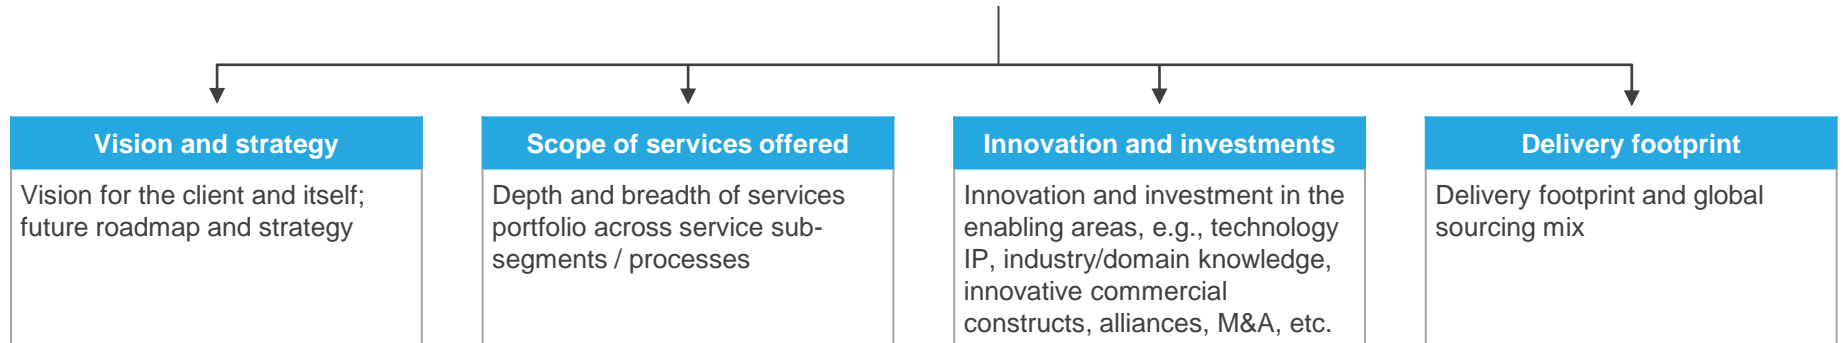 Vision and strategy
Vision for the client and itself;
future roadmap and strategy
Scope of services offered
Depth and breadth of services
portfolio across service sub-
segments / processes
Innovation and investments
Innovation and investment in the
enabling areas, e.g., technology
IP, industry/domain knowledge,
innovative commercial
constructs, alliances, M&A, etc.
Delivery footprint
Delivery footprint and global
sourcing mix